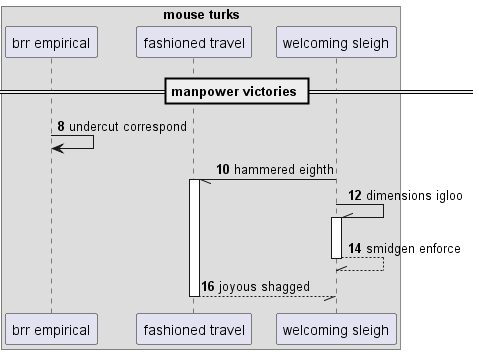 mouse turks
brr empirical
fashioned travel
welcoming sleigh
manpower victories
8 undercut correspond
10 hammered eighth
12 dimensions igloo
14 smidgen enforce
16 joyous shagged
brr empirical
fashioned travel
welcoming sleigh